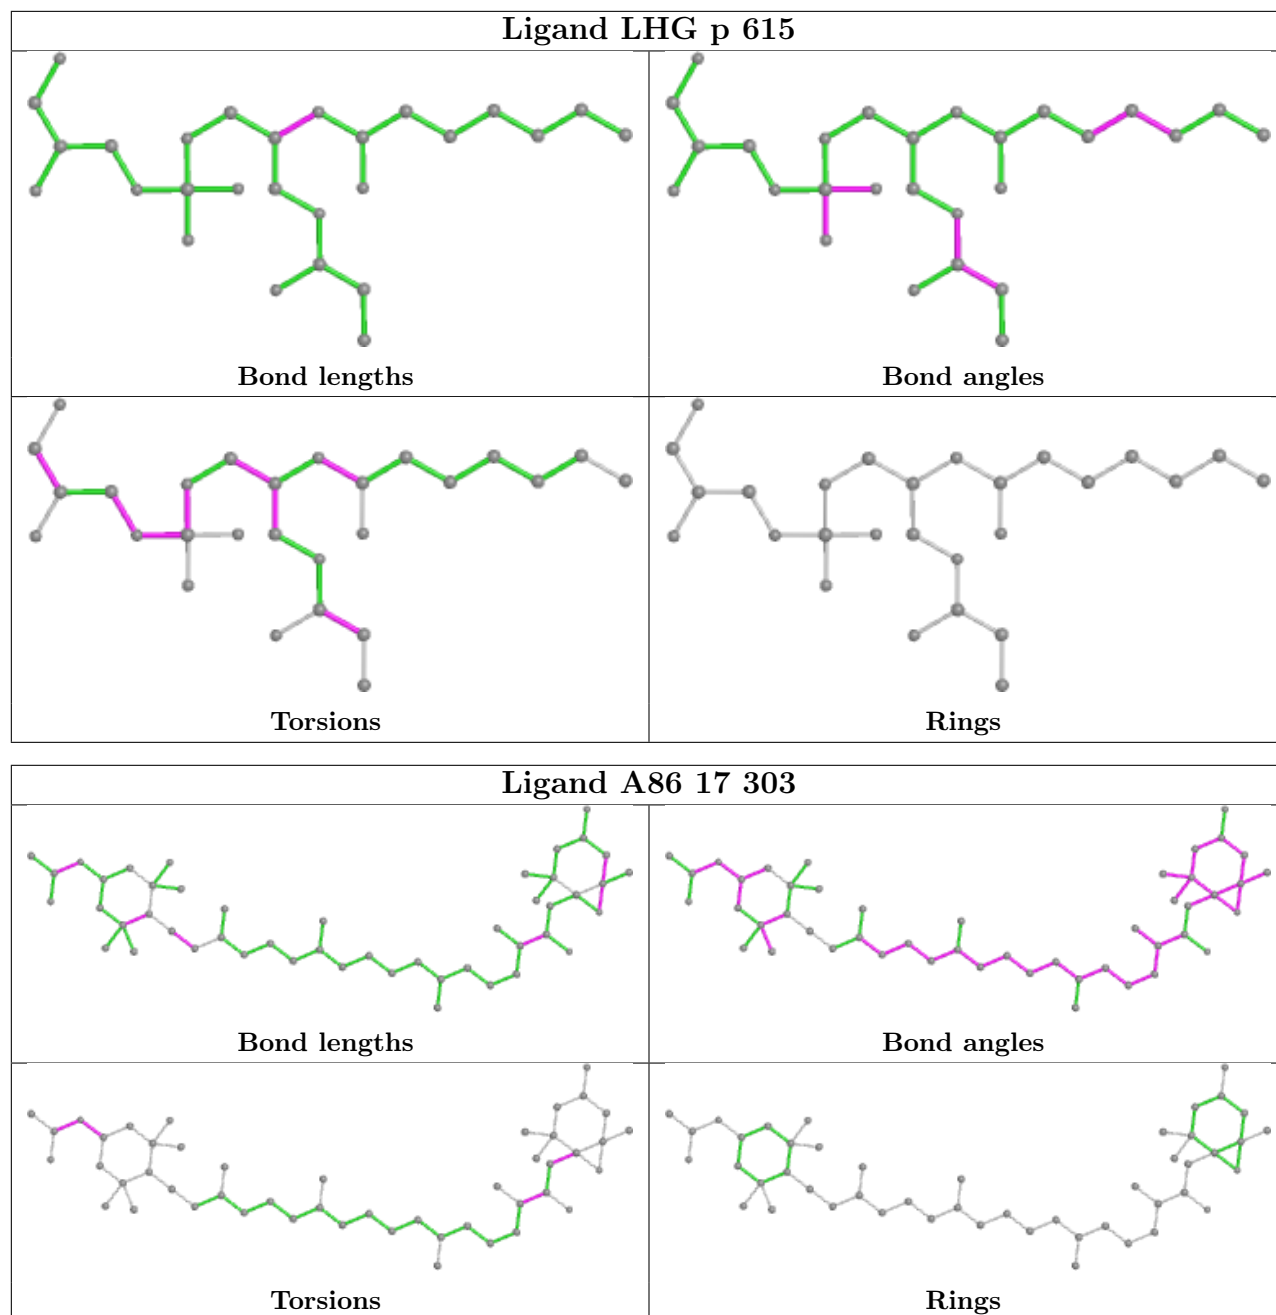 Ligand LHG p 615
Bond lengths
Bond angles
Torsions
Rings
Ligand A86 17 303
Bond lengths
Bond angles
Torsions
Rings